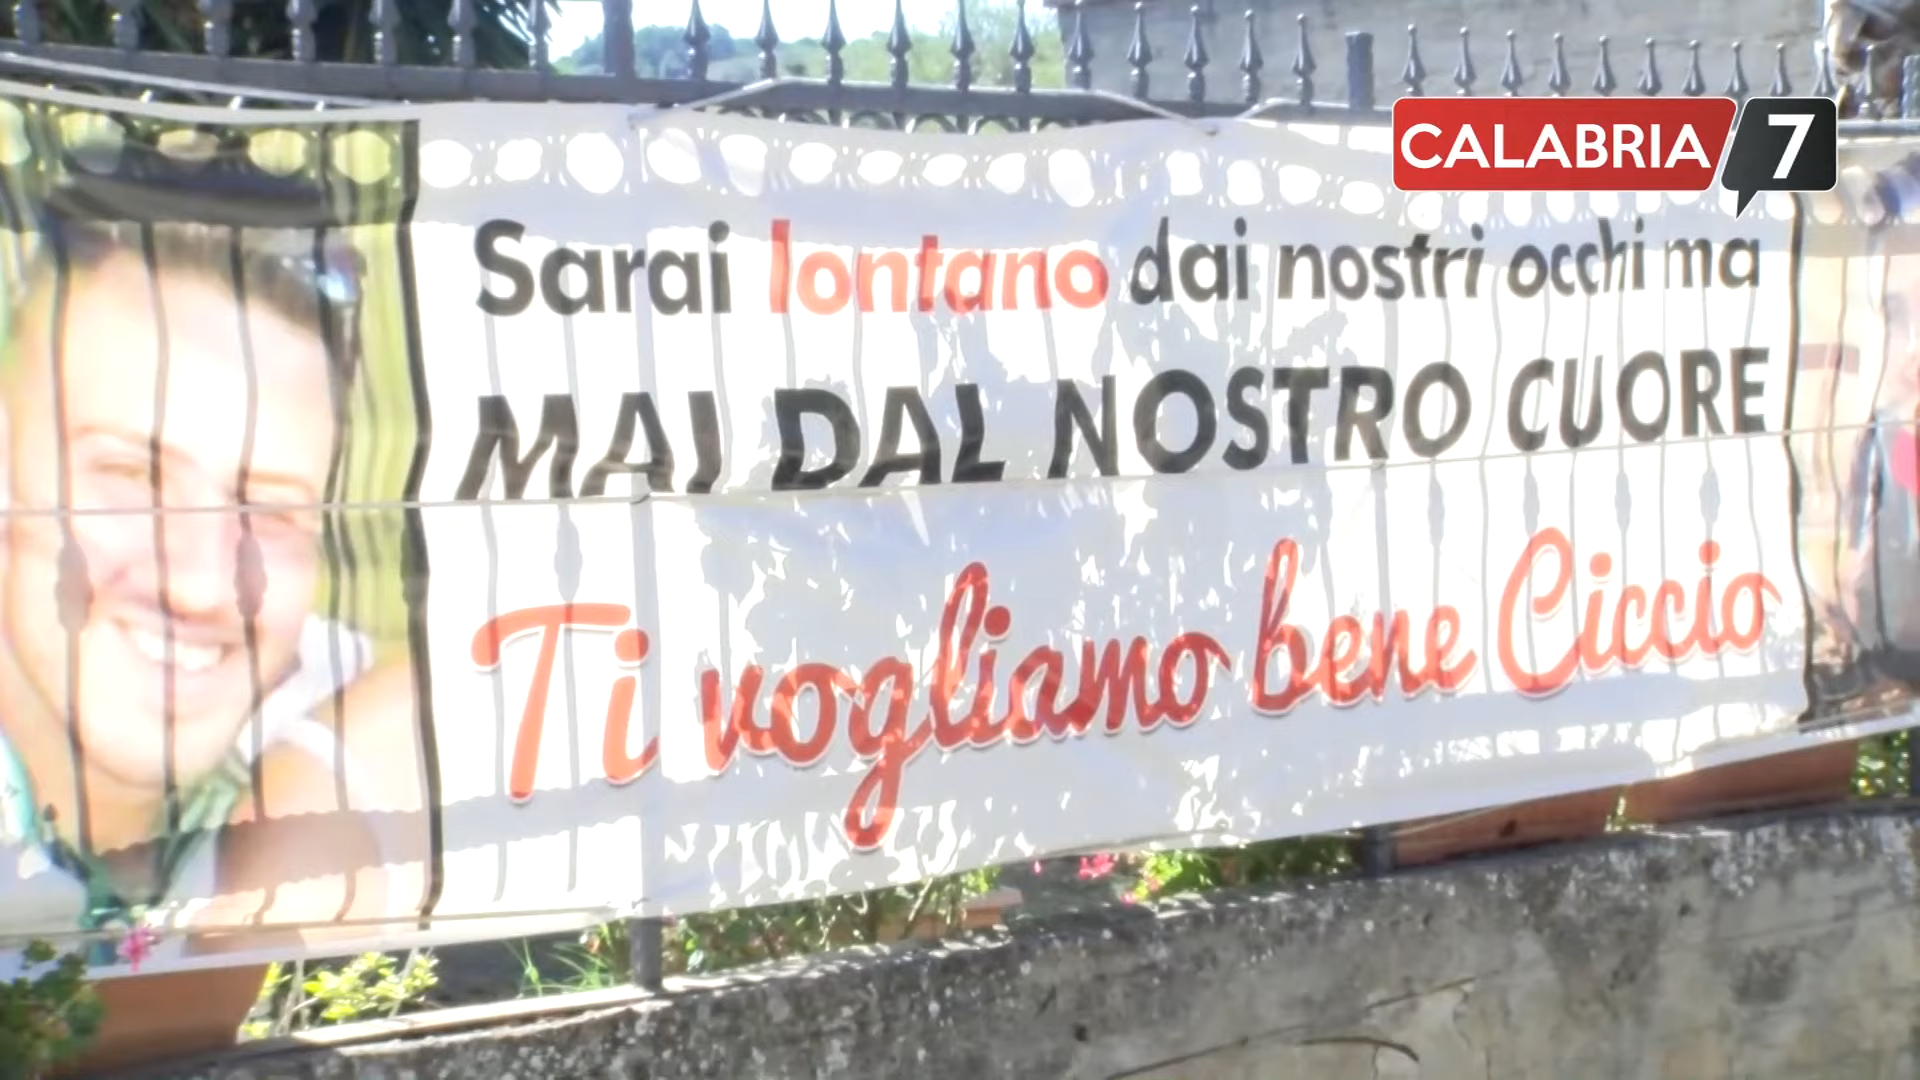 CALABRIA 7
Sarai lontano dai nostri occhi ma
MAI DAL NOSTRO CUORE
Ti vogliamo bene Ciccio